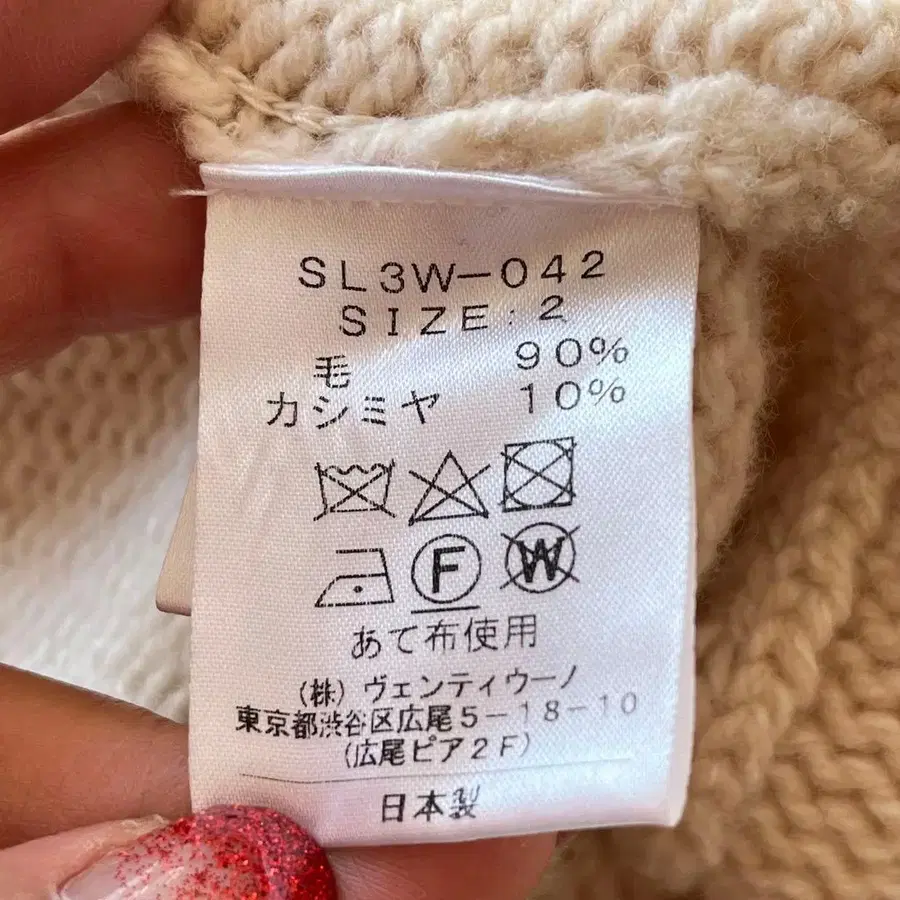 SL3W-042
SIZE:2
毛 90%
カシミヤ 10%
F W
あて布使用
(株)ヴェンティウーノ
東京都渋谷区広尾5-18-10
(広尾ピア2F)
日本製